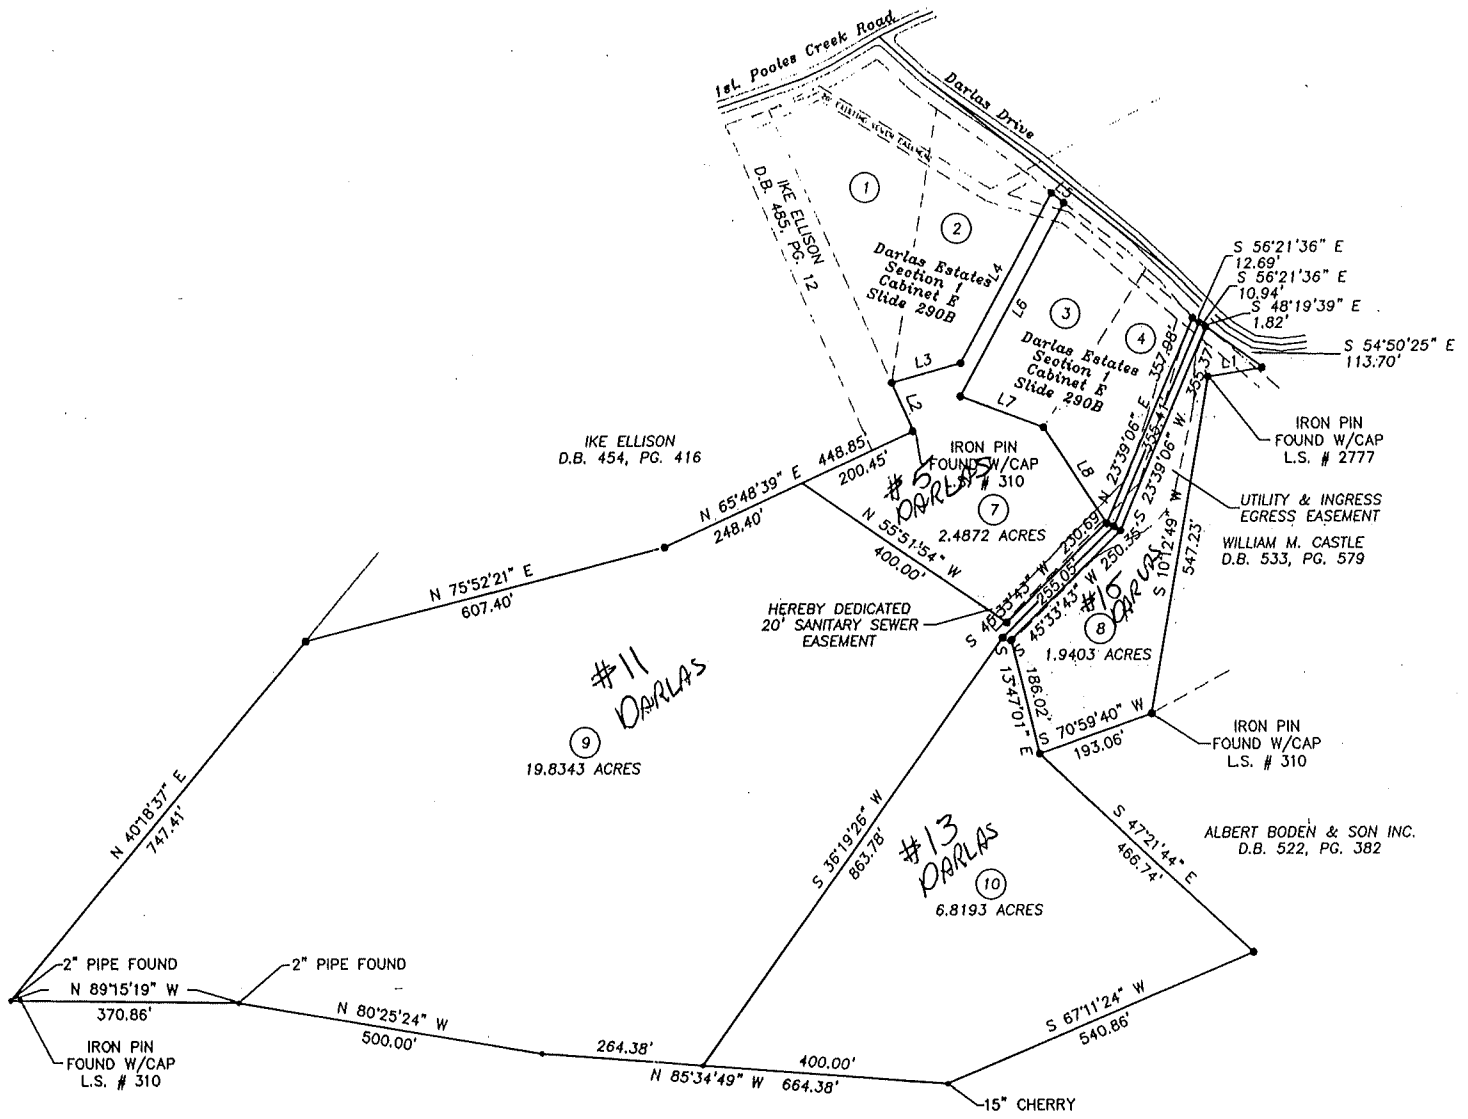 1st. Pooles Creek Road
Darlas Drive
20' EXISTING SEWER EASEMENT
IKE ELLISON
D.B. 485, PG. 12
1
2
Darlas Estates
Section 1
Cabinet E
Slide 290B
L4
L5
L6
3
4
Darlas Estates
Section 1
Cabinet E
Slide 290B
S 56°21'36" E
12.69'
S 56°21'36" E
10.94'
S 48°19'39" E
1.82'
S 54°50'25" E
113.70'
L1
L2
L3
L7
L8
357.98'
N 23°39'06" E
355.41'
355.37'
S 23°39'06" W
IRON PIN
FOUND W/CAP
L.S. # 2777
IKE ELLISON
D.B. 454, PG. 416
448.85'
200.45'
N 65°48'39" E
248.40'
IRON PIN
FOUND W/CAP
L.S. # 310
#5
DARLAS
7
2.4872 ACRES
N 55°51'54" W
400.00'
UTILITY & INGRESS
EGRESS EASEMENT
WILLIAM M. CASTLE
D.B. 533, PG. 579
S 10°12'49" W
547.23'
N 75°52'21" E
607.40'
HEREBY DEDICATED
20' SANITARY SEWER
EASEMENT
250.69'
S 45°33'43" W
255.05'
S 45°33'43" W 250.35'
#15
8
1.9403 ACRES
S 13°47'01" E
186.02'
S 70°59'40" W
193.06'
IRON PIN
FOUND W/CAP
L.S. # 310
#11
DARLAS
9
19.8343 ACRES
N 40°18'37" E
747.41'
S 36°19'26" W
863.78'
#13
DARLAS
10
6.8193 ACRES
S 47°21'44" E
466.74'
ALBERT BODEN & SON INC.
D.B. 522, PG. 382
2" PIPE FOUND
2" PIPE FOUND
N 89°15'19" W
370.86'
IRON PIN
FOUND W/CAP
L.S. # 310
N 80°25'24" W
500.00'
264.38'
400.00'
N 85°34'49" W 664.38'
S 67°11'24" W
540.86'
15" CHERRY